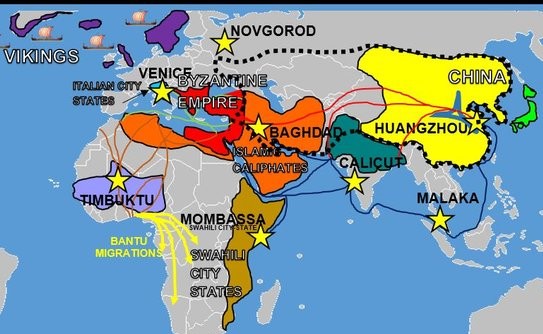 NOVGOROD
VIKINGS
VENICE
BYZANTINE
EMPIRE
ITALIAN CITY
STATES
CHINA
HUANGZHOU
BAGHDAD
ISLAMIC
CALIPHATES
CALICUT
TIMBUKTU
MALAKA
MOMBASSA
SWAHILI CITY-STATE
BANTU
MIGRATIONS
SWAHILI
CITY
STATES